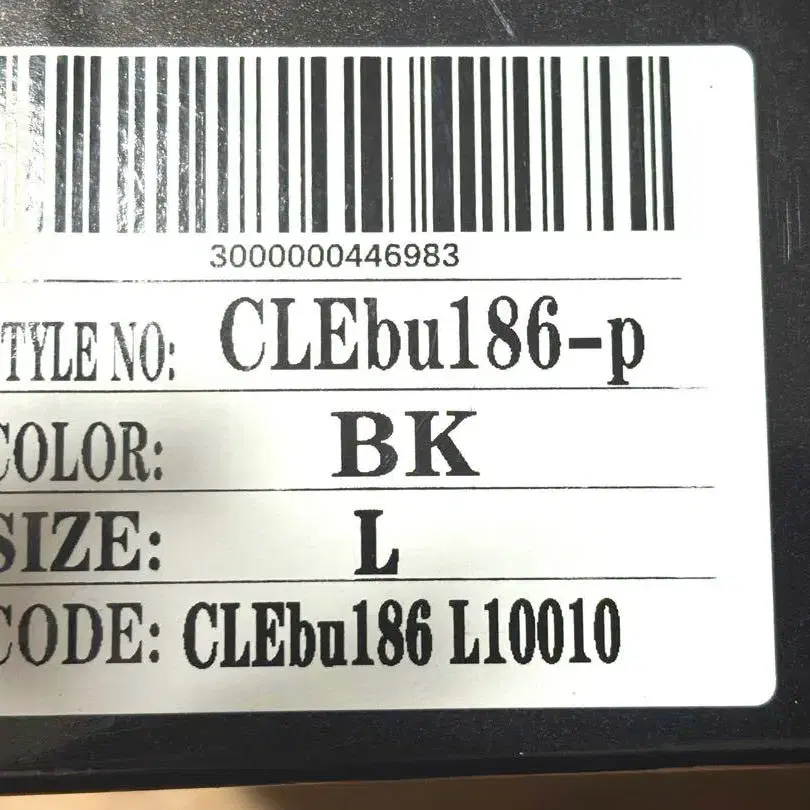 3000000446983
TYLE NO: CLEbu186-p
COLOR: BK
SIZE: L
CODE: CLEbu186 L10010